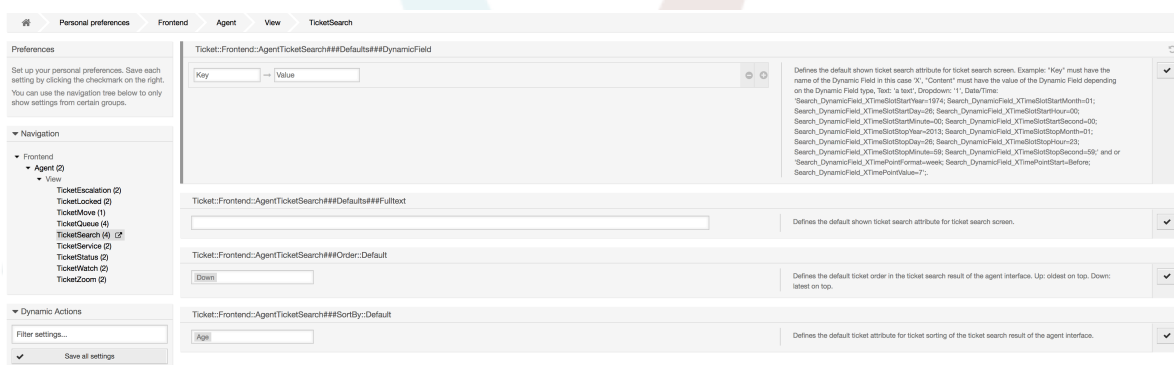 Personal preferences
Frontend
Agent
View
TicketSearch
Preferences
Set up your personal preferences. Save each
setting by clicking the checkmark on the right.
You can use the navigation tree below to only
show settings from certain groups.
Navigation
Frontend
Agent (2)
View
TicketEscalation (2)
TicketLocked (2)
TicketMove (1)
TicketQueue (4)
TicketSearch (4)
TicketService (2)
TicketStatus (2)
TicketWatch (2)
TicketZoom (2)
Dynamic Actions
Filter settings...
Save all settings
Ticket::Frontend::AgentTicketSearch###Defaults###DynamicField
Key → Value
Defines the default shown ticket search attribute for ticket search screen. Example: "Key" must have the
name of the Dynamic Field in this case 'X', "Content" must have the value of the Dynamic Field depending
on the Dynamic Field type, Text: 'a text', Dropdown: '1', Date/Time:
'Search_DynamicField_XTimeSlotStartYear=1974; Search_DynamicField_XTimeSlotStartMonth=01;
Search_DynamicField_XTimeSlotStartDay=26; Search_DynamicField_XTimeSlotStartHour=00;
Search_DynamicField_XTimeSlotStartMinute=00; Search_DynamicField_XTimeSlotStartSecond=00;
Search_DynamicField_XTimeSlotStopYear=2013; Search_DynamicField_XTimeSlotStopMonth=01;
Search_DynamicField_XTimeSlotStopDay=26; Search_DynamicField_XTimeSlotStopHour=23;
Search_DynamicField_XTimeSlotStopMinute=59; Search_DynamicField_XTimeSlotStopSecond=59;' and or
'Search_DynamicField_XTimePointFormat=week; Search_DynamicField_XTimePointStart=Before;
Search_DynamicField_XTimePointValue=7';.
Ticket::Frontend::AgentTicketSearch###Defaults###Fulltext
Defines the default shown ticket search attribute for ticket search screen.
Ticket::Frontend::AgentTicketSearch###Order::Default
Down
Defines the default ticket order in the ticket search result of the agent interface. Up: oldest on top. Down:
latest on top.
Ticket::Frontend::AgentTicketSearch###SortBy::Default
Age
Defines the default ticket attribute for ticket sorting of the ticket search result of the agent interface.